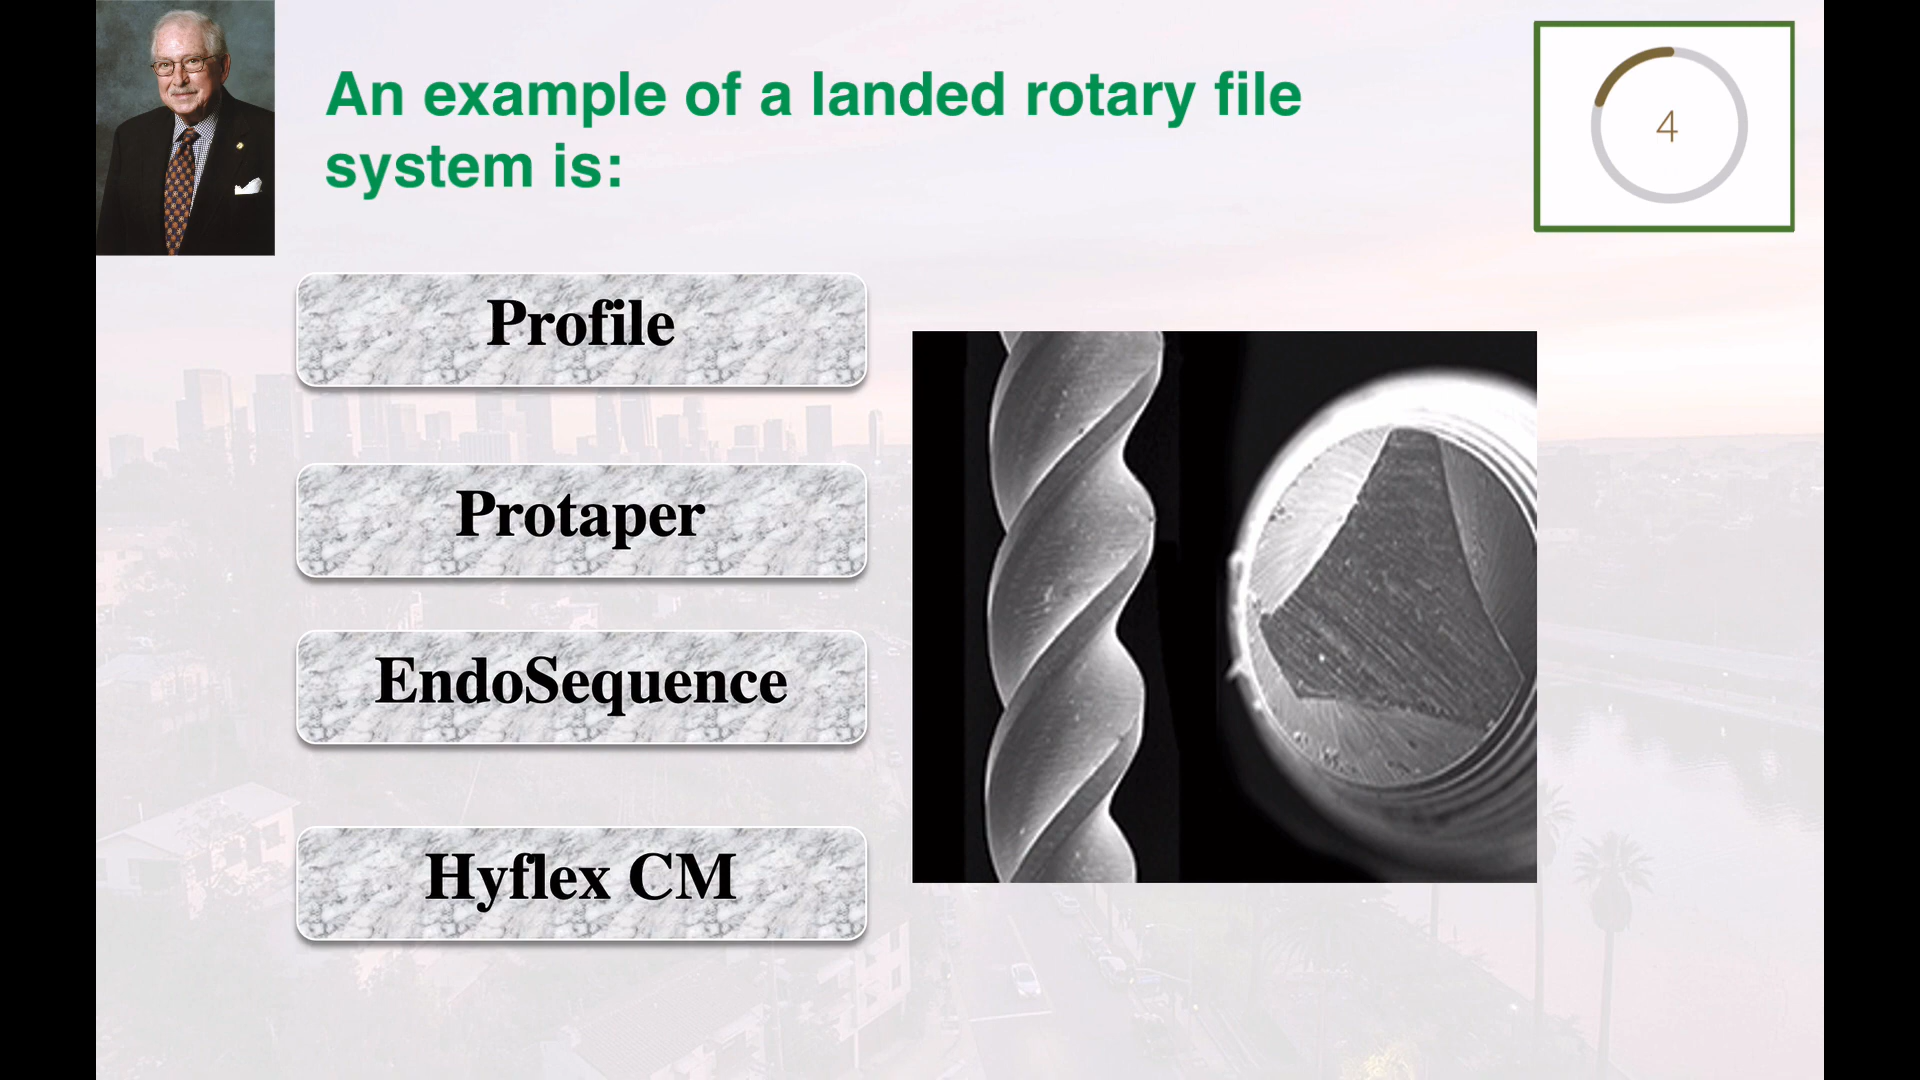 An example of a landed rotary file
system is:
4
Profile
Protaper
EndoSequence
Hyflex CM